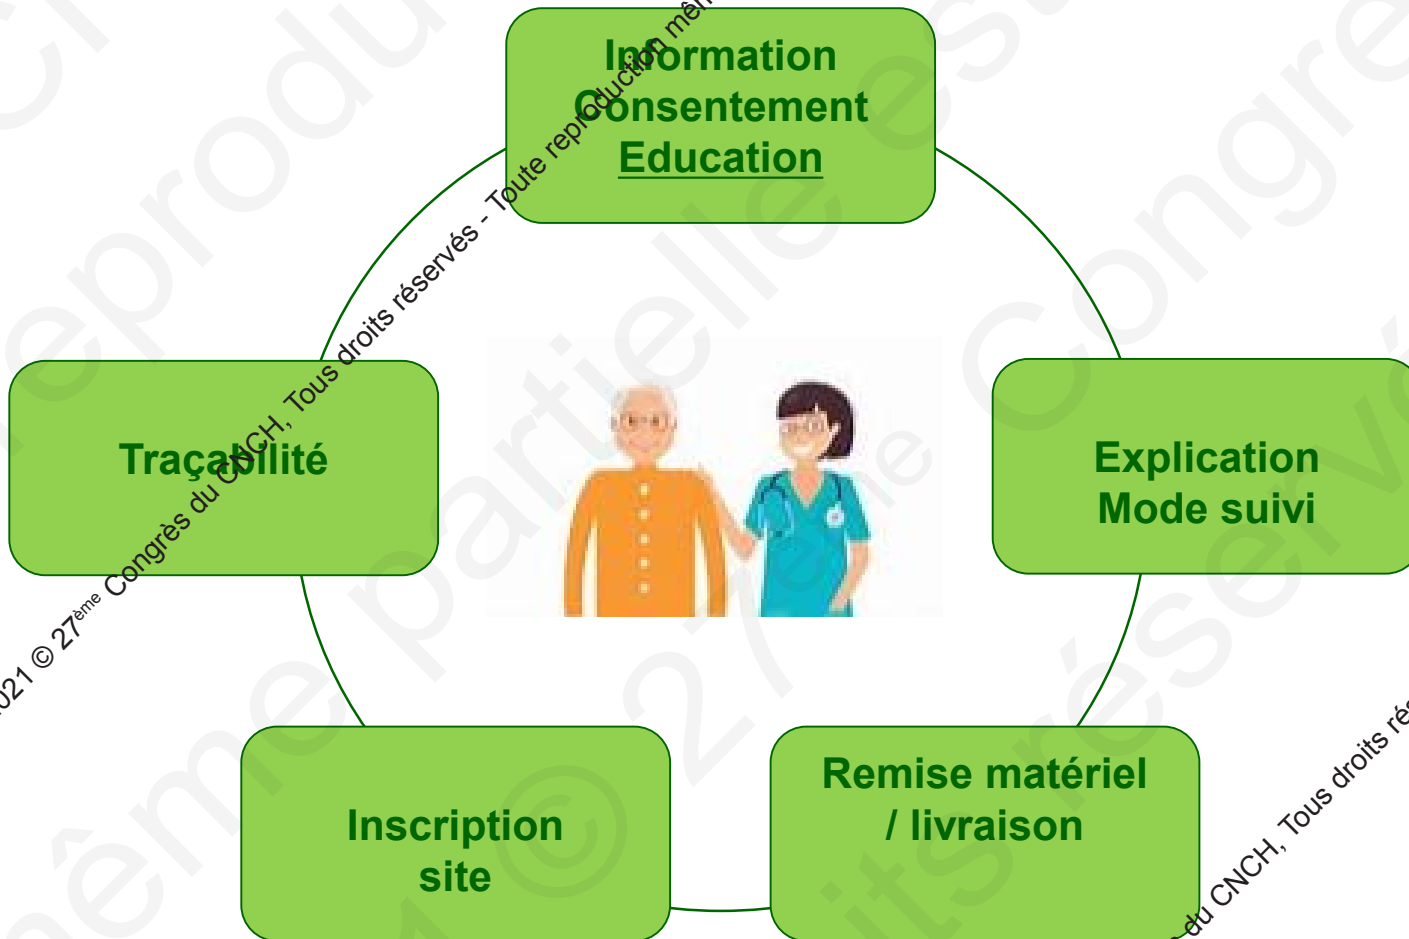 Information
Consentement
Education
Traçabilité
Explication
Mode suivi
Remise matériel
/ livraison
Inscription
site
2021 © 27ème Congrès du CNCH, Tous droits réservés - Toute reproduction même
du CNCH, Tous droits rés